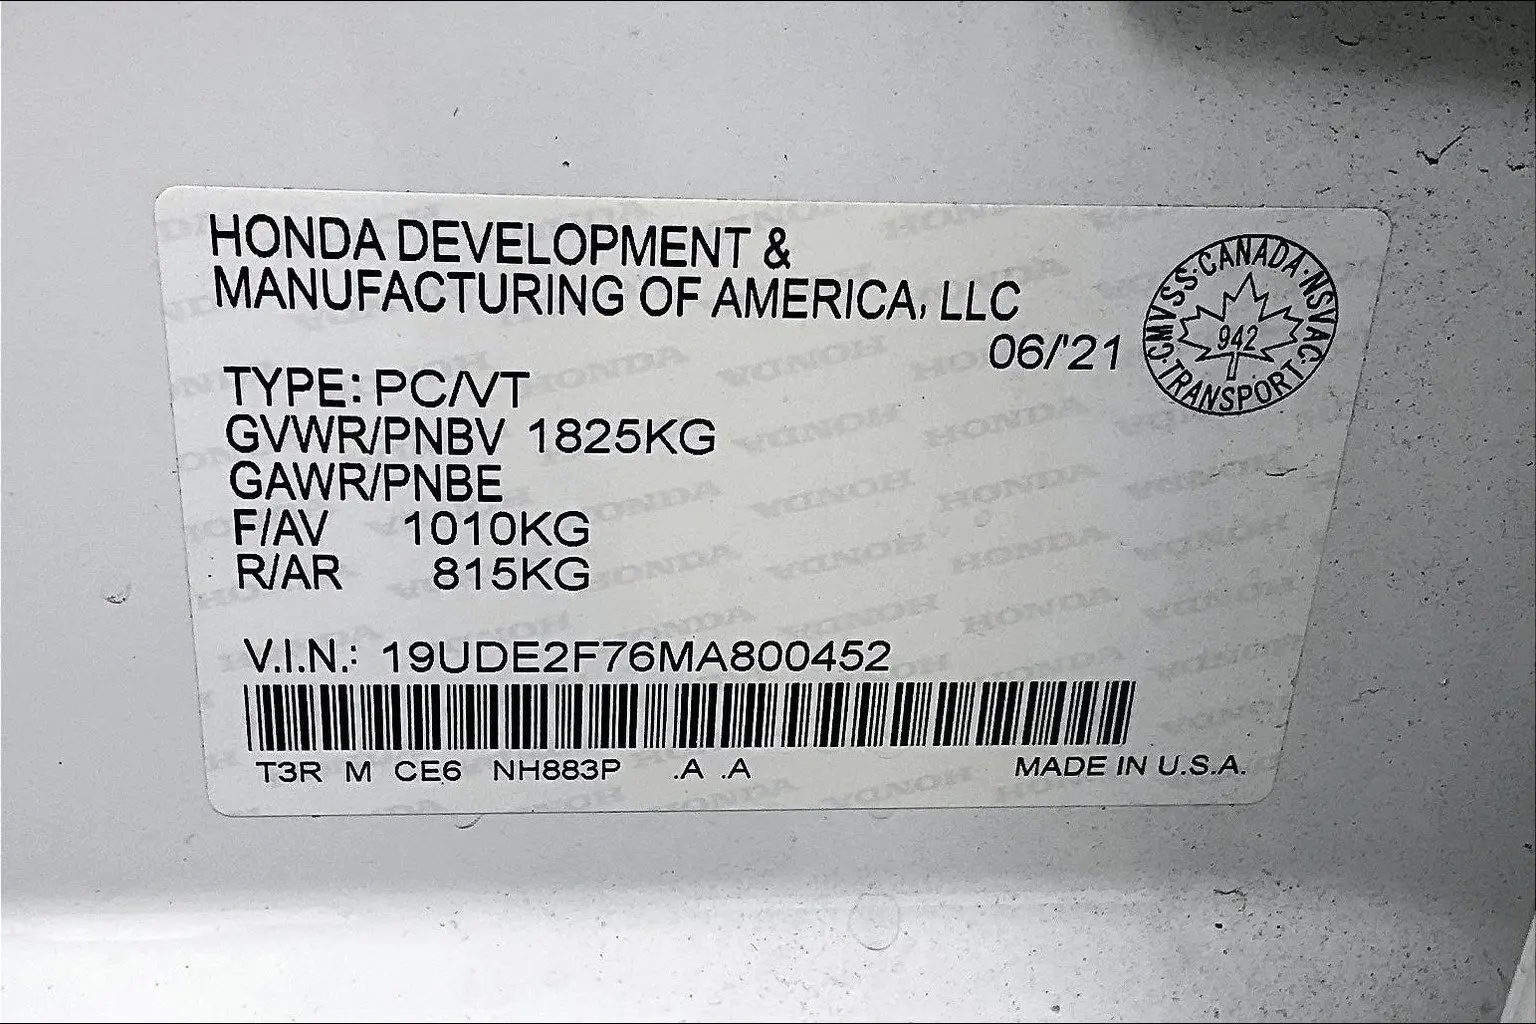 HONDA DEVELOPMENT &
MANUFACTURING OF AMERICA, LLC
06/'21
CMVSS·CANADA·NSVAC·TRANSPORT·
942
TYPE: PC/VT
GVWR/PNBV 1825KG
GAWR/PNBE
F/AV 1010KG
R/AR 815KG
V.I.N.: 19UDE2F76MA800452
T3R M CE6 NH883P .A .A MADE IN U.S.A.